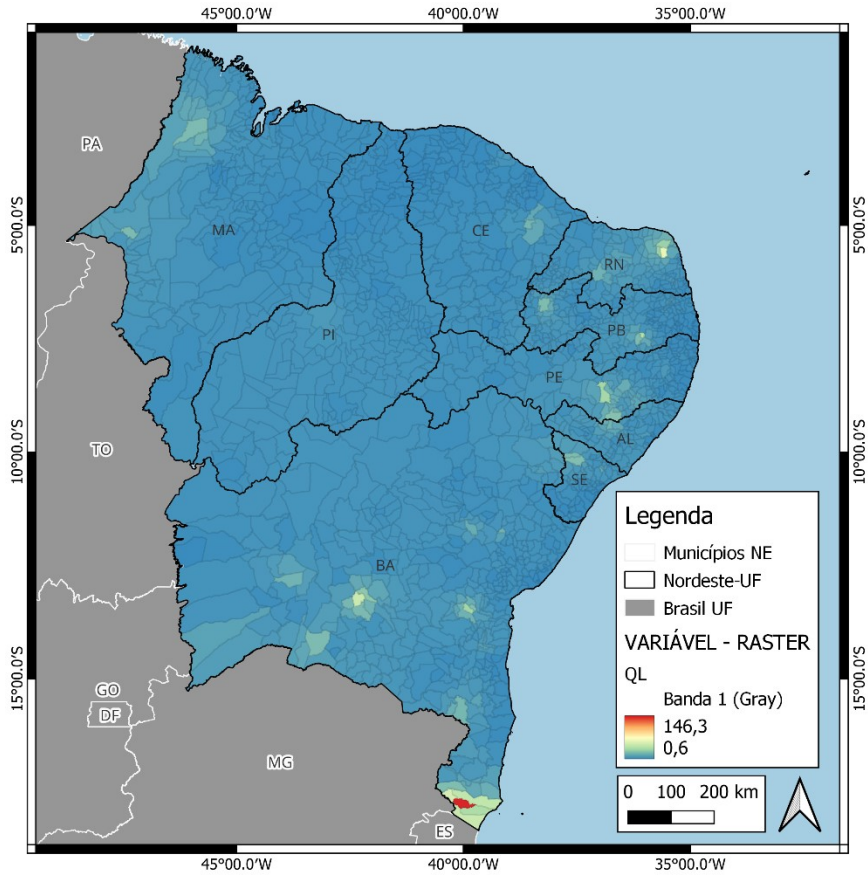 45°00.0'W 40°00.0'W 35°00.0'W
PA
5°00.0'S 5°00.0'S
MA CE
RN
PI PB
PE
TO AL
10°00.0'S 10°00.0'S
SE
BA
Legenda
Municípios NE
Nordeste-UF
Brasil UF
VARIÁVEL - RASTER
QL
Banda 1 (Gray)
146,3
0,6
15°00.0'S 15°00.0'S
GO
DF
MG
0 100 200 km
ES
45°00.0'W 40°00.0'W 35°00.0'W